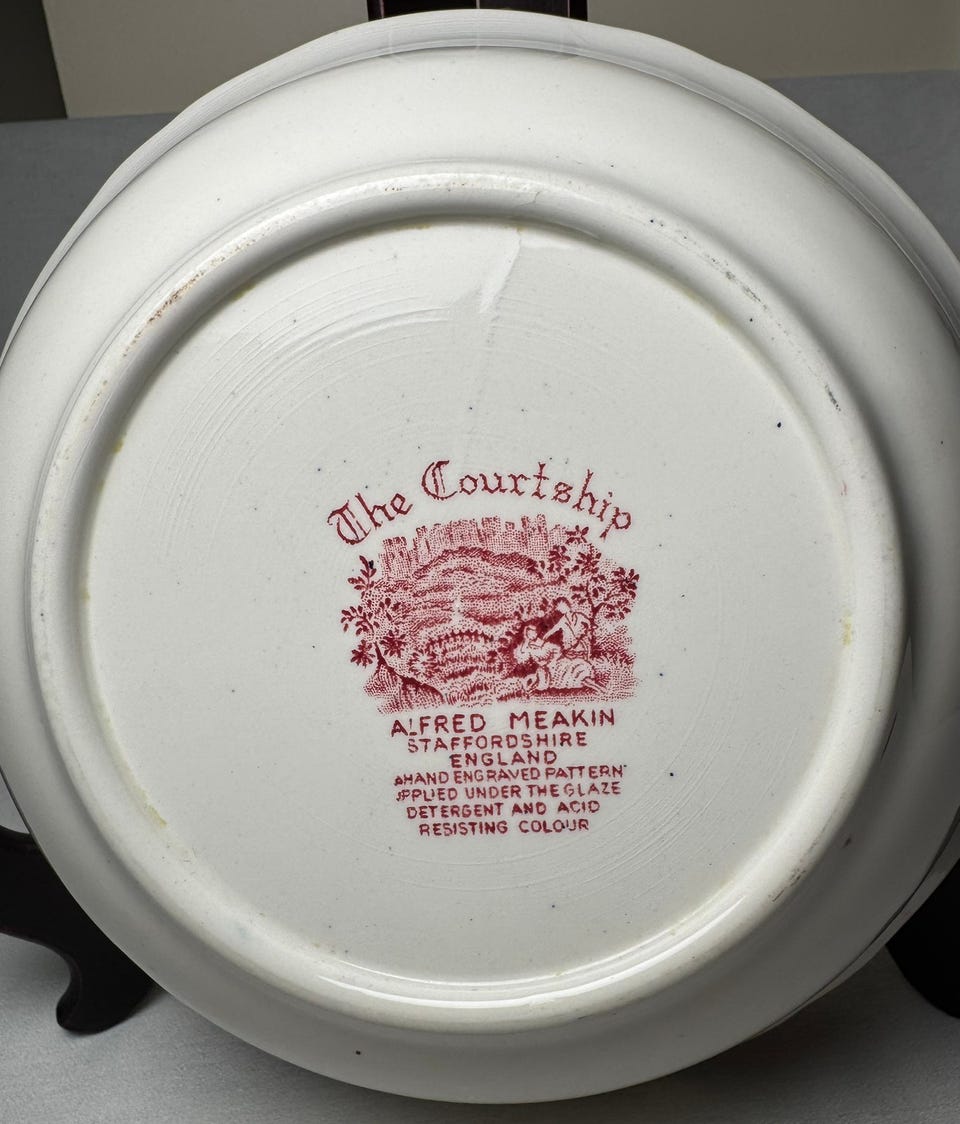 The Courtship
ALFRED MEAKIN
STAFFORDSHIRE
ENGLAND
A HAND ENGRAVED PATTERN
APPLIED UNDER THE GLAZE
DETERGENT AND ACID
RESISTING COLOUR